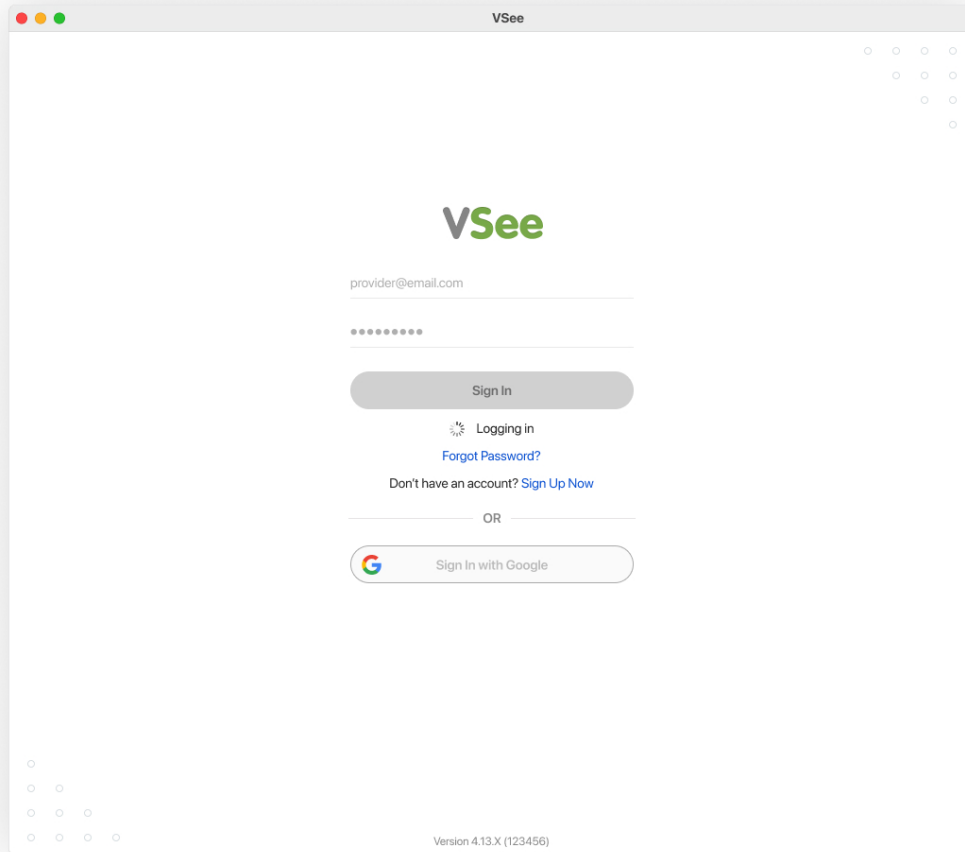 VSee
VSee
provider@email.com
•••••••••
Sign In
Logging in
Forgot Password?
Don't have an account? Sign Up Now
OR
Sign In with Google
Version 4.13.X (123456)